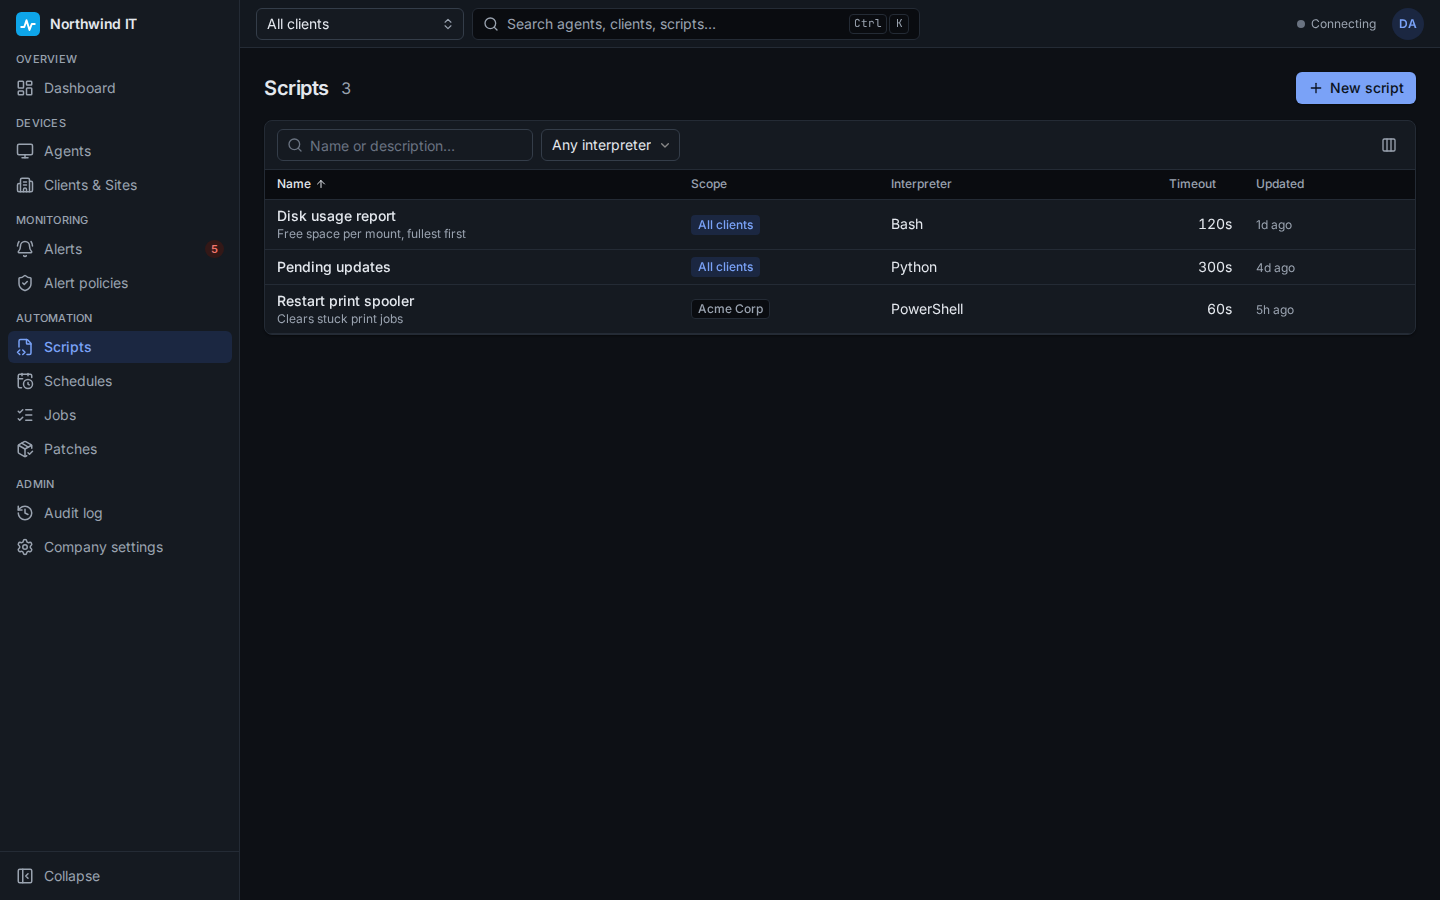 Northwind IT
OVERVIEW
Dashboard
DEVICES
Agents
Clients & Sites
MONITORING
Alerts 5
Alert policies
AUTOMATION
Scripts
Schedules
Jobs
Patches
ADMIN
Audit log
Company settings
Collapse
All clients
Search agents, clients, scripts... Ctrl K
Connecting DA
Scripts 3
New script
Name or description... Any interpreter
Name Scope Interpreter Timeout Updated
Disk usage report All clients Bash 120s 1d ago
Free space per mount, fullest first
Pending updates All clients Python 300s 4d ago
Restart print spooler Acme Corp PowerShell 60s 5h ago
Clears stuck print jobs